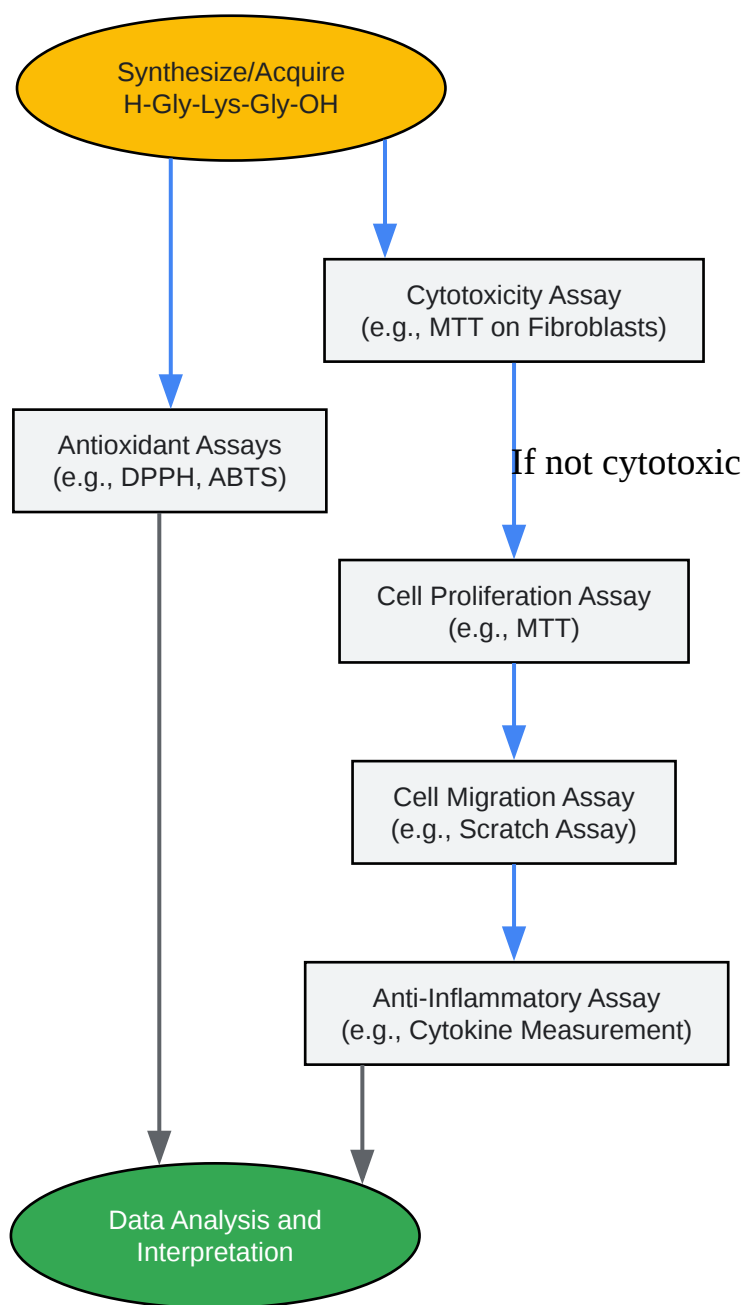 Synthesize/Acquire
H-Gly-Lys-Gly-OH
Cytotoxicity Assay
(e.g., MTT on Fibroblasts)
Antioxidant Assays
(e.g., DPPH, ABTS)
If not cytotoxic
Cell Proliferation Assay
(e.g., MTT)
Cell Migration Assay
(e.g., Scratch Assay)
Anti-Inflammatory Assay
(e.g., Cytokine Measurement)
Data Analysis and
Interpretation